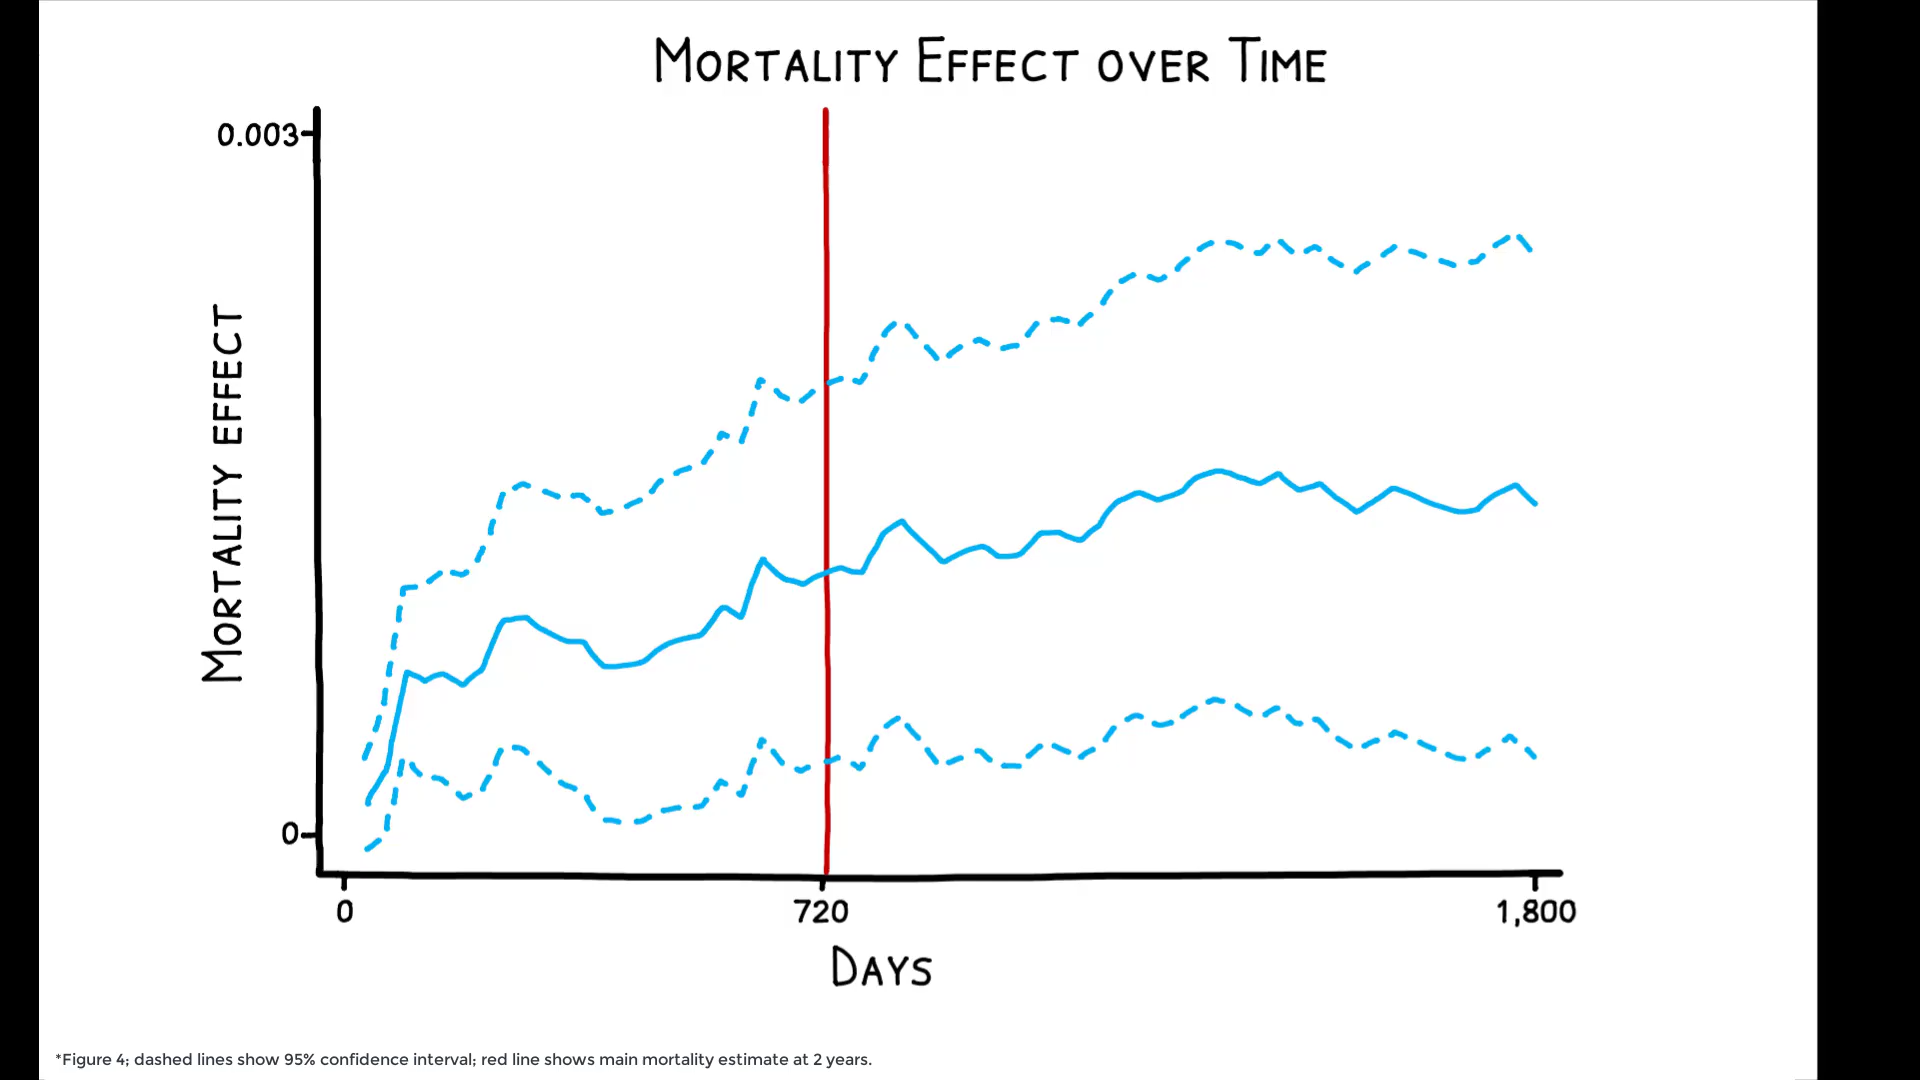 MORTALITY EFFECT OVER TIME
0.003
MORTALITY EFFECT
0
0
720
1,800
DAYS
*Figure 4; dashed lines show 95% confidence interval; red line shows main mortality estimate at 2 years.